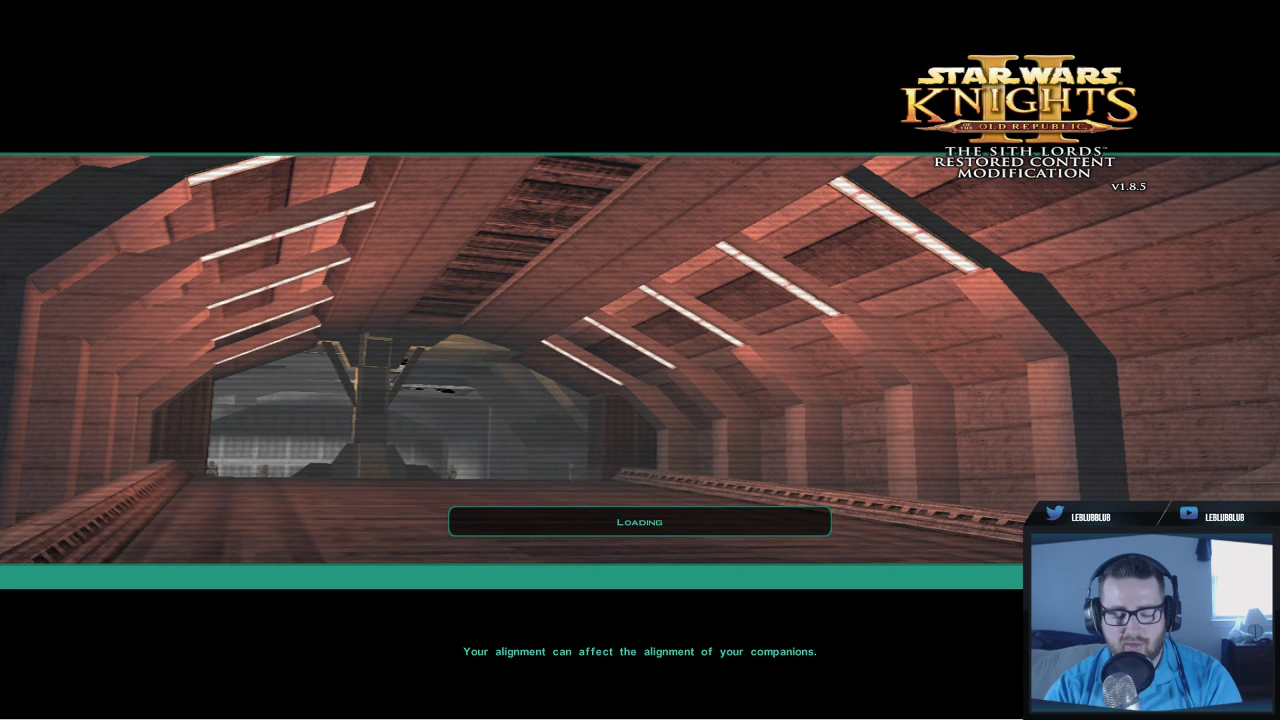 STAR WARS
KNIGHTS
II
OF THE OLD REPUBLIC
THE SITH LORDS™
RESTORED CONTENT
MODIFICATION
V1.8.5
LOADING
LEBLUBBLUB
LEBLUBBLUB
Your alignment can affect the alignment of your companions.